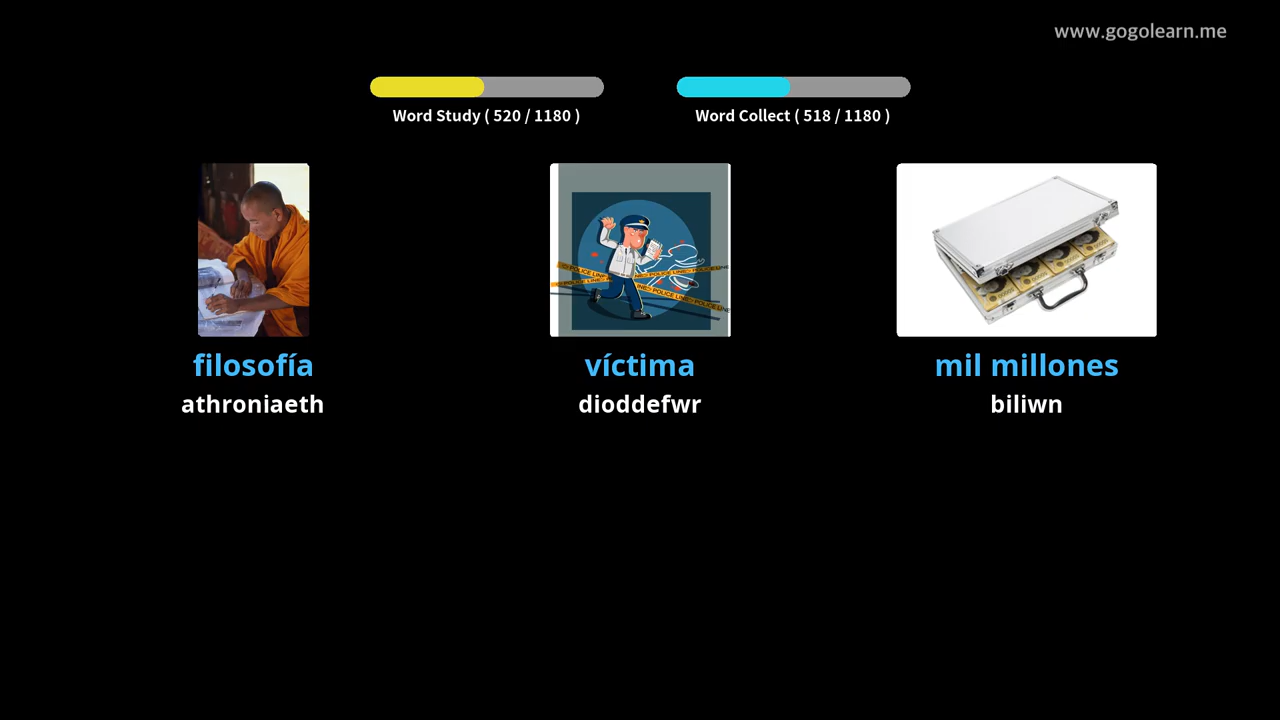 www.gogolearn.me
Word Study ( 520 / 1180 )
Word Collect ( 518 / 1180 )
filosofía
athroniaeth
víctima
dioddefwr
mil millones
biliwn